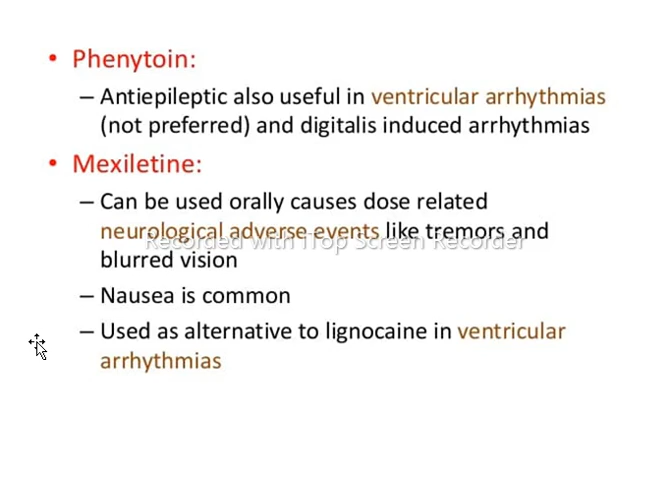 • Phenytoin:
– Antiepileptic also useful in ventricular arrhythmias
(not preferred) and digitalis induced arrhythmias
• Mexiletine:
– Can be used orally causes dose related
neurological adverse events like tremors and
Recorded with iTop Screen Recorder
blurred vision
– Nausea is common
– Used as alternative to lignocaine in ventricular
arrhythmias